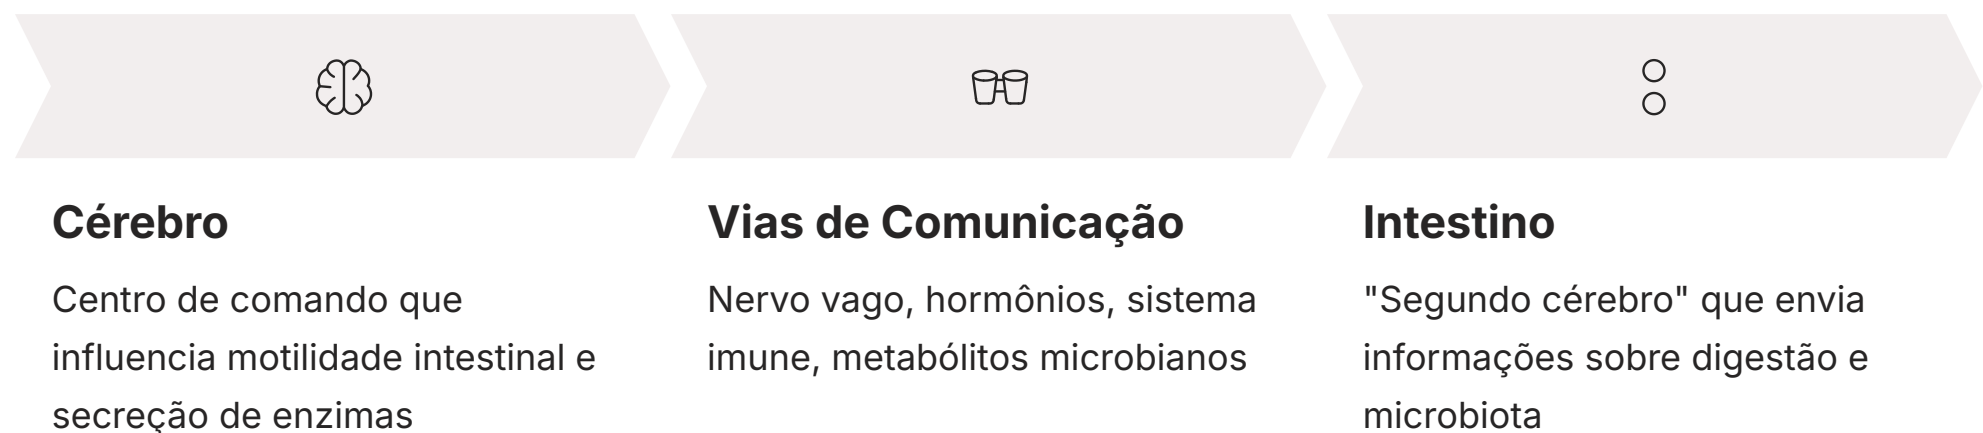 Cérebro
Centro de comando que
influencia motilidade intestinal e
secreção de enzimas
Vias de Comunicação
Nervo vago, hormônios, sistema
imune, metabólitos microbianos
Intestino
"Segundo cérebro" que envia
informações sobre digestão e
microbiota